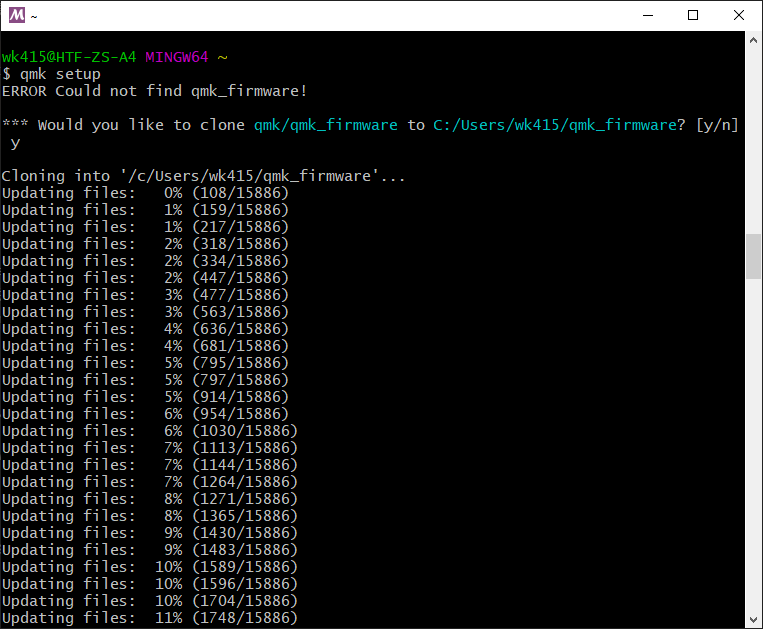 M ~
wk415@HTF-ZS-A4 MINGW64 ~
$ qmk setup
ERROR Could not find qmk_firmware!
*** Would you like to clone qmk/qmk_firmware to C:/Users/wk415/qmk_firmware? [y/n]
y
Cloning into '/c/Users/wk415/qmk_firmware'...
Updating files:   0% (108/15886)
Updating files:   1% (159/15886)
Updating files:   1% (217/15886)
Updating files:   2% (318/15886)
Updating files:   2% (334/15886)
Updating files:   2% (447/15886)
Updating files:   3% (477/15886)
Updating files:   3% (563/15886)
Updating files:   4% (636/15886)
Updating files:   4% (681/15886)
Updating files:   5% (795/15886)
Updating files:   5% (797/15886)
Updating files:   5% (914/15886)
Updating files:   6% (954/15886)
Updating files:   6% (1030/15886)
Updating files:   7% (1113/15886)
Updating files:   7% (1144/15886)
Updating files:   7% (1264/15886)
Updating files:   8% (1271/15886)
Updating files:   8% (1365/15886)
Updating files:   9% (1430/15886)
Updating files:   9% (1483/15886)
Updating files:  10% (1589/15886)
Updating files:  10% (1596/15886)
Updating files:  10% (1704/15886)
Updating files:  11% (1748/15886)